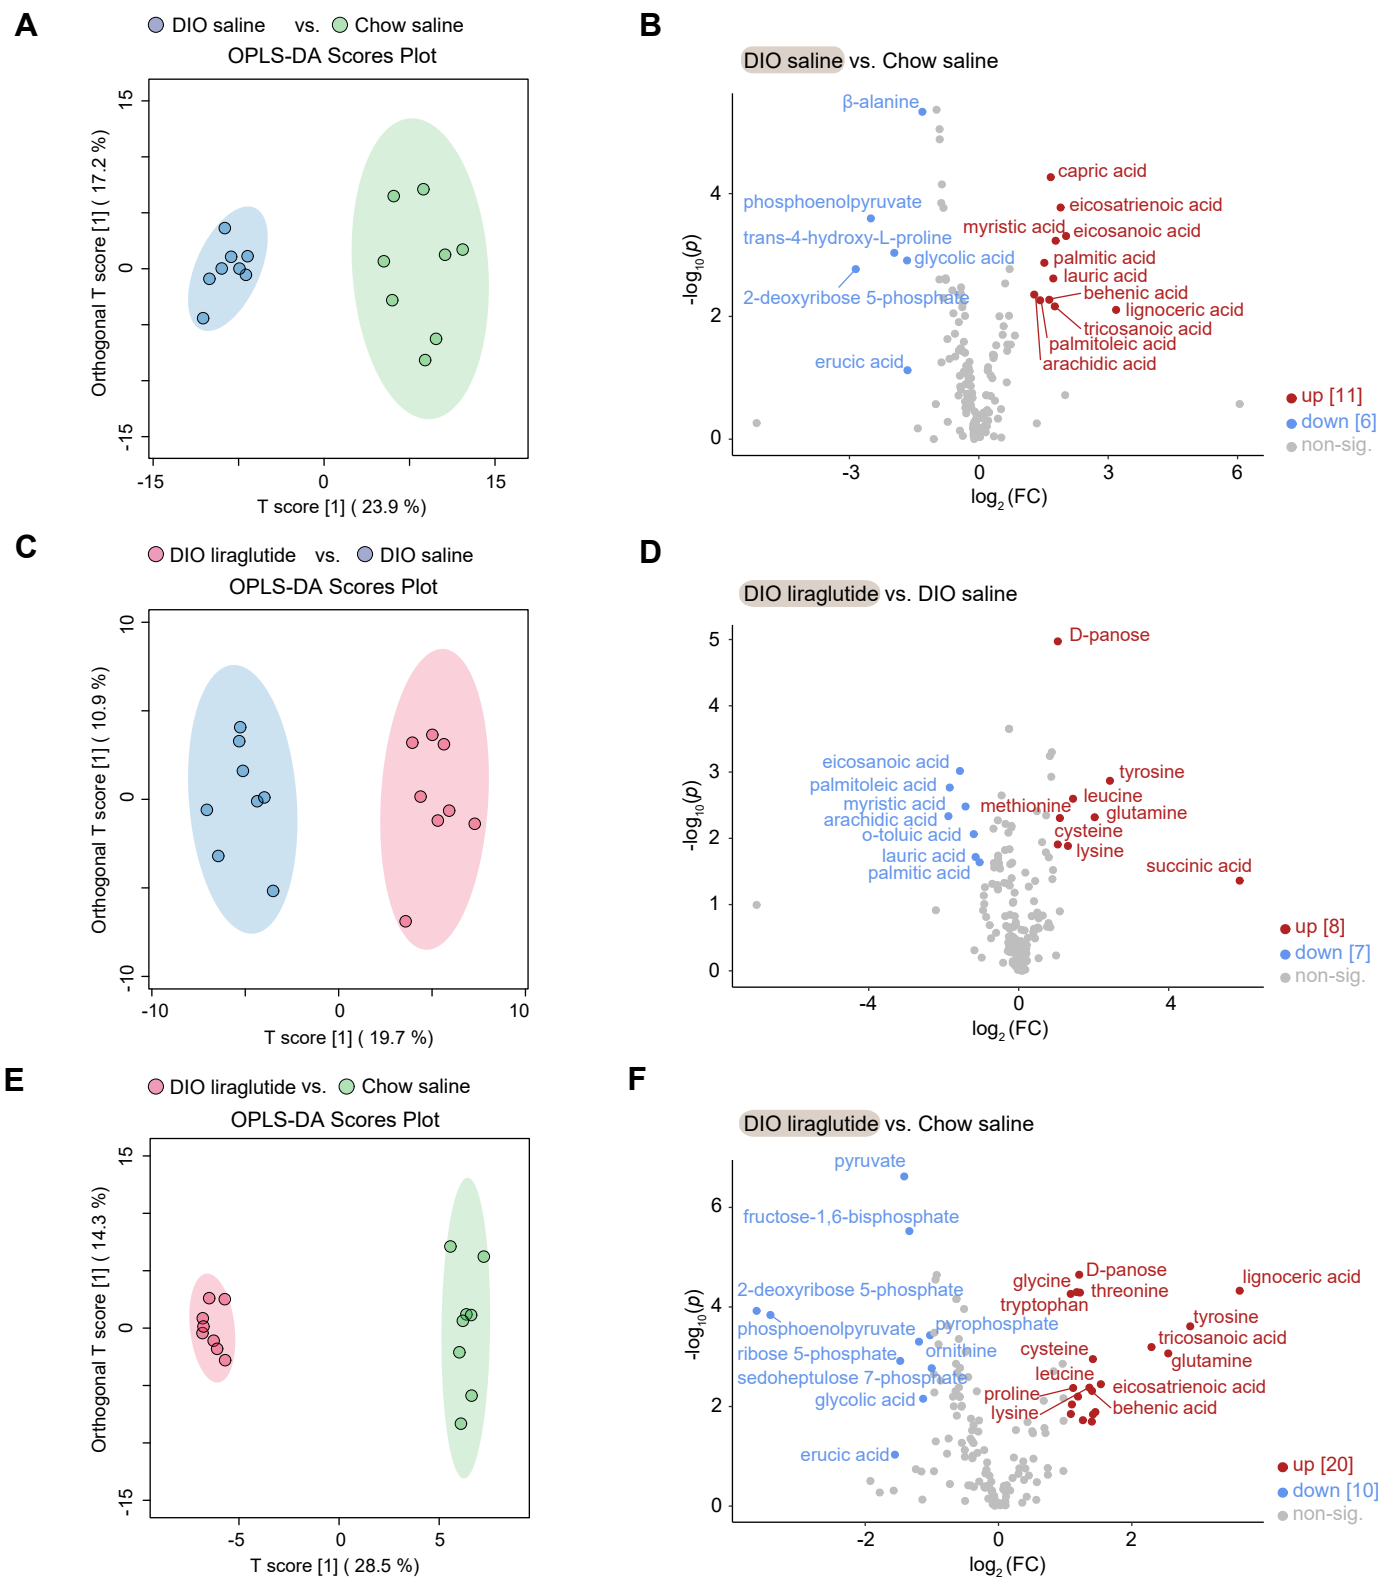 A
DIO saline vs. Chow saline
OPLS-DA Scores Plot
Orthogonal T score [1] ( 17.2 %)
15
0
-15
-15
0
15
T score [1] ( 23.9 %)
B
DIO saline vs. Chow saline
-log10(p)
4
2
0
-3
0
3
6
log2 (FC)
β-alanine
capric acid
phosphoenolpyruvate
eicosatrienoic acid
myristic acid
eicosanoic acid
trans-4-hydroxy-L-proline
glycolic acid
palmitic acid
lauric acid
2-deoxyribose 5-phosphate
behenic acid
lignoceric acid
tricosanoic acid
palmitoleic acid
erucic acid
arachidic acid
up [11]
down [6]
non-sig.
C
DIO liraglutide vs. DIO saline
OPLS-DA Scores Plot
Orthogonal T score [1] ( 10.9 %)
10
0
-10
-10
0
10
T score [1] ( 19.7 %)
D
DIO liraglutide vs. DIO saline
-log10(p)
5
4
3
2
1
0
-4
0
4
log2 (FC)
D-panose
eicosanoic acid
tyrosine
palmitoleic acid
leucine
myristic acid
methionine
glutamine
arachidic acid
o-toluic acid
cysteine
lauric acid
lysine
palmitic acid
succinic acid
up [8]
down [7]
non-sig.
E
DIO liraglutide vs. Chow saline
OPLS-DA Scores Plot
Orthogonal T score [1] ( 14.3 %)
15
0
-15
-5
0
5
T score [1] ( 28.5 %)
F
DIO liraglutide vs. Chow saline
-log10(p)
6
4
2
0
-2
0
2
log2 (FC)
pyruvate
fructose-1,6-bisphosphate
D-panose
lignoceric acid
glycine
2-deoxyribose 5-phosphate
threonine
tryptophan
tyrosine
phosphoenolpyruvate
pyrophosphate
tricosanoic acid
ribose 5-phosphate
ornithine
cysteine
glutamine
sedoheptulose 7-phosphate
leucine
eicosatrienoic acid
glycolic acid
proline
behenic acid
lysine
erucic acid
up [20]
down [10]
non-sig.